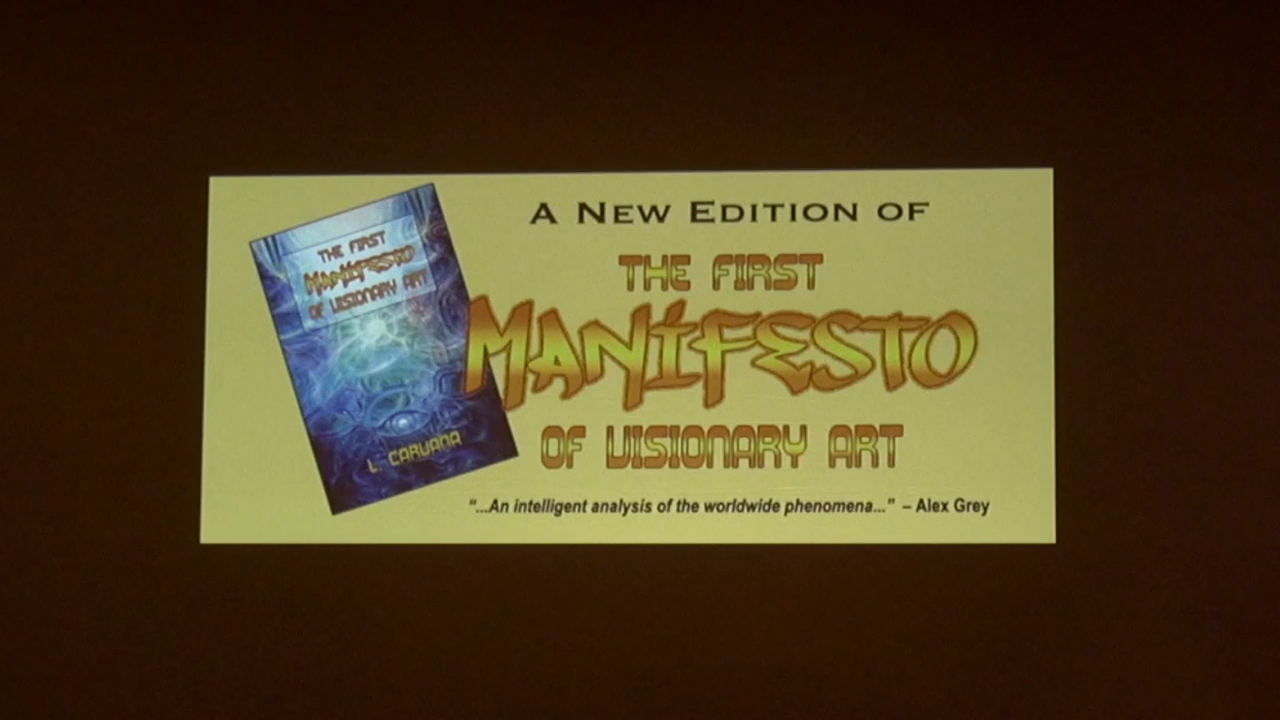 THE FIRST
MANIFESTO
OF VISIONARY ART
L. CARUANA
A NEW EDITION OF
THE FIRST
MANIFESTO
OF VISIONARY ART
"...An intelligent analysis of the worldwide phenomena..." – Alex Grey